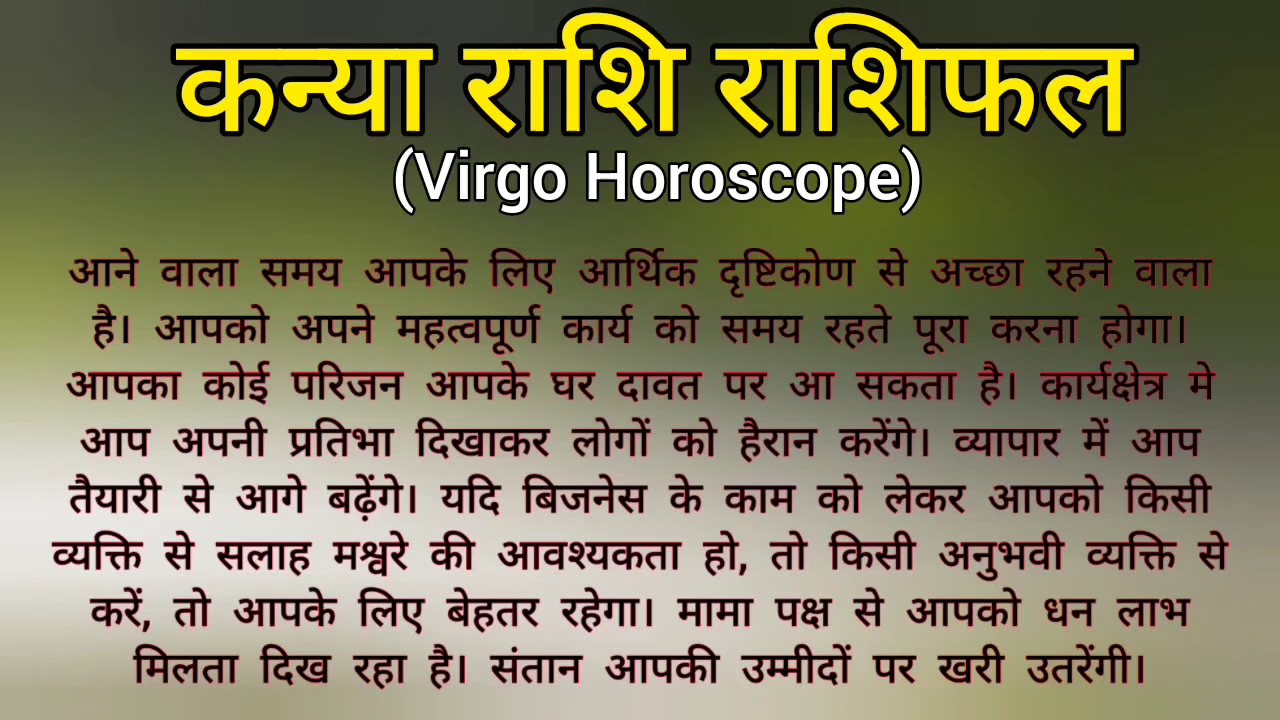 कन्या राशि राशिफल
(Virgo Horoscope)
आने वाला समय आपके लिए आर्थिक दृष्टिकोण से अच्छा रहने वाला
है। आपको अपने महत्वपूर्ण कार्य को समय रहते पूरा करना होगा।
आपका कोई परिजन आपके घर दावत पर आ सकता है। कार्यक्षेत्र मे
आप अपनी प्रतिभा दिखाकर लोगों को हैरान करेंगे। व्यापार में आप
तैयारी से आगे बढ़ेंगे। यदि बिजनेस के काम को लेकर आपको किसी
व्यक्ति से सलाह मश्वरे की आवश्यकता हो, तो किसी अनुभवी व्यक्ति से
करें, तो आपके लिए बेहतर रहेगा। मामा पक्ष से आपको धन लाभ
मिलता दिख रहा है। संतान आपकी उम्मीदों पर खरी उतरेंगी।